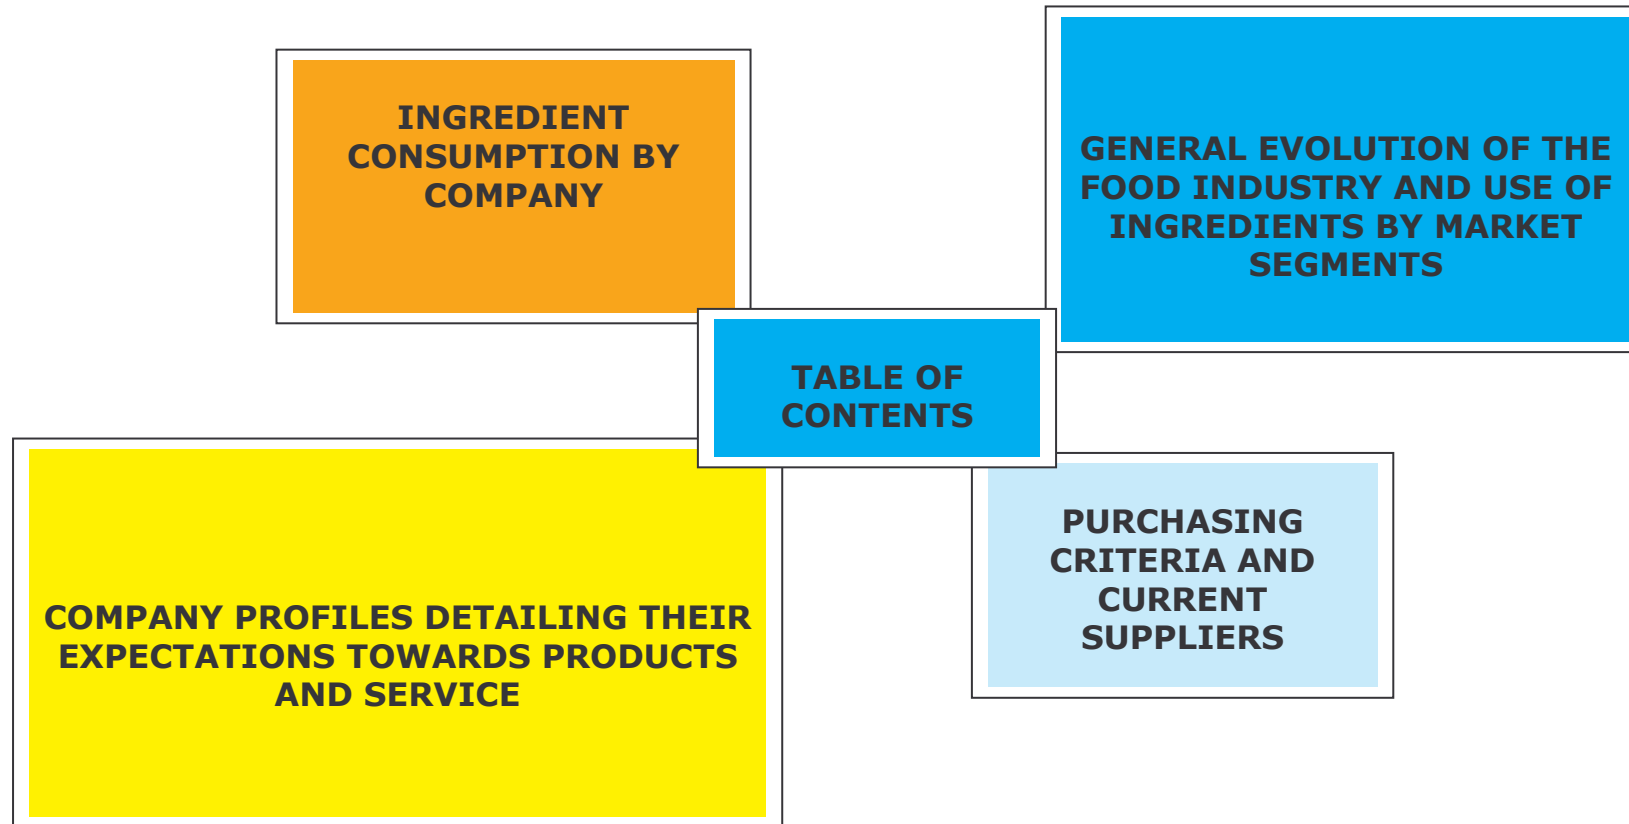 INGREDIENT
CONSUMPTION BY
COMPANY
GENERAL EVOLUTION OF THE
FOOD INDUSTRY AND USE OF
INGREDIENTS BY MARKET
SEGMENTS
TABLE OF
CONTENTS
COMPANY PROFILES DETAILING THEIR
EXPECTATIONS TOWARDS PRODUCTS
AND SERVICE
PURCHASING
CRITERIA AND
CURRENT
SUPPLIERS